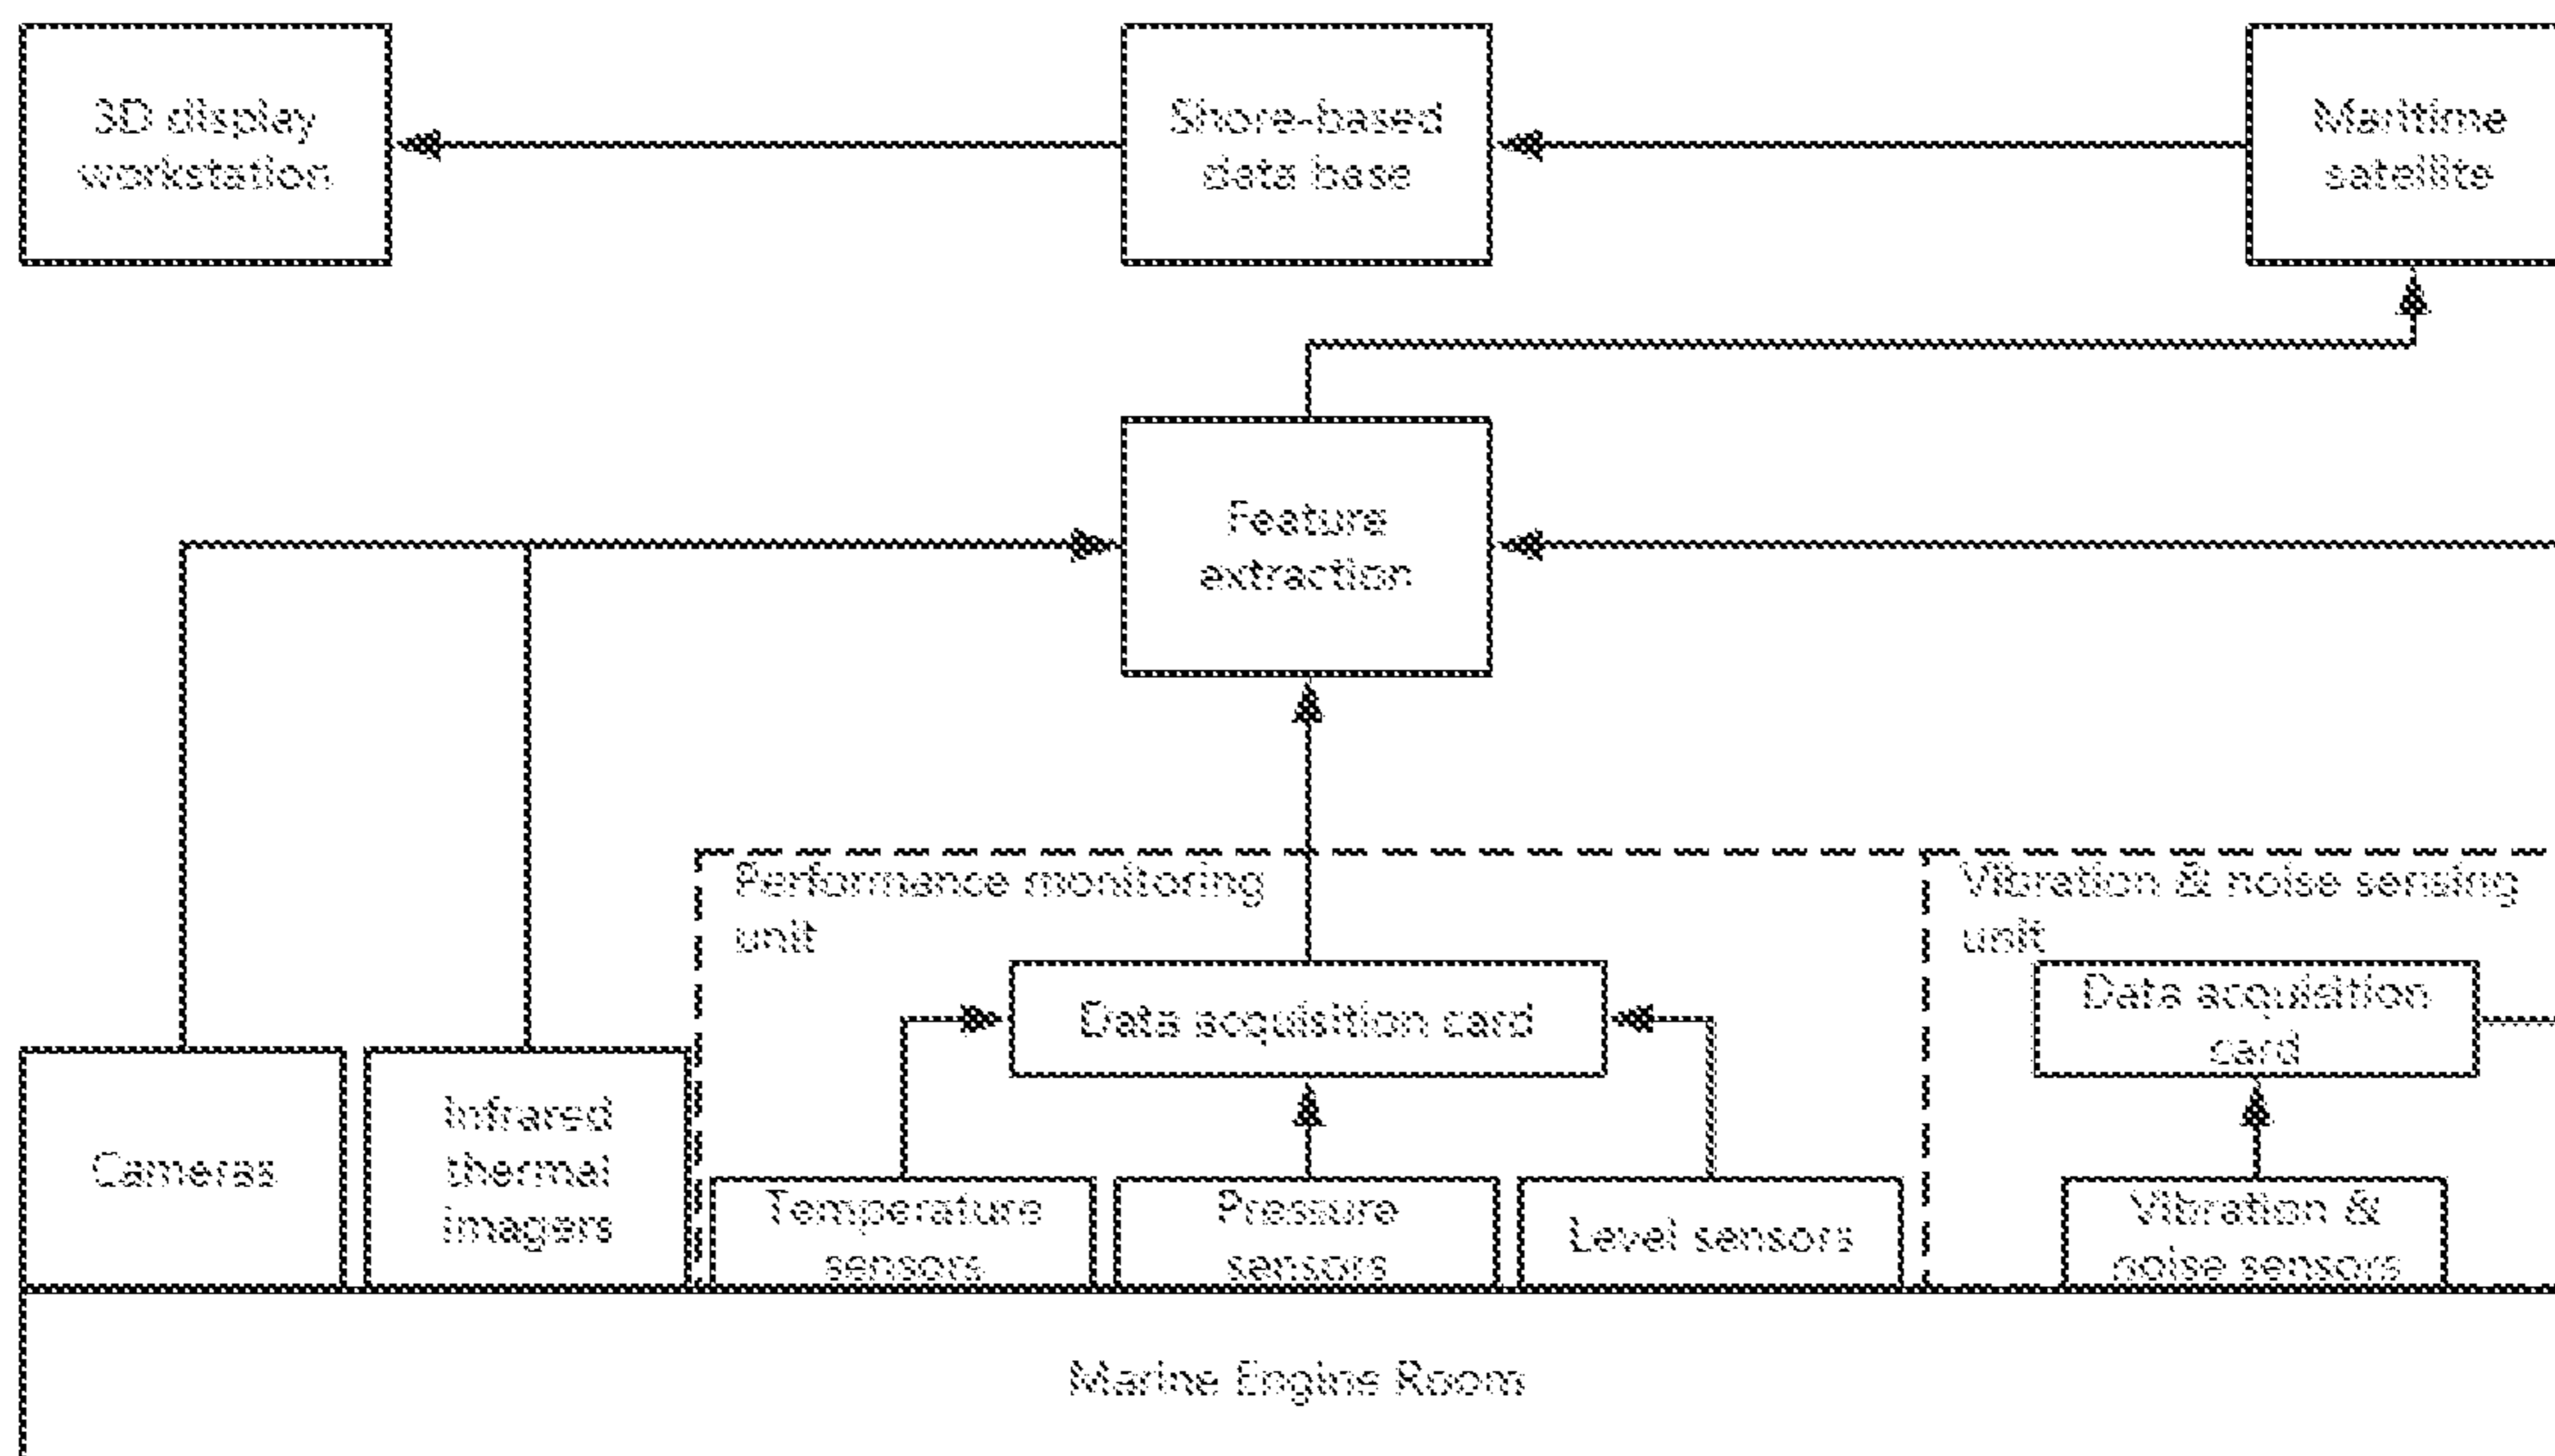 3D display
workstation
Shore-based
data base
Maritime
satellite
Feature
extraction
Performance monitoring
unit
Vibration & noise sensing
unit
Data acquisition card
Data acquisition
card
Cameras
Infrared
thermal
imagers
Temperature
sensors
Pressure
sensors
Level sensors
Vibration &
noise sensors
Marine Engine Room